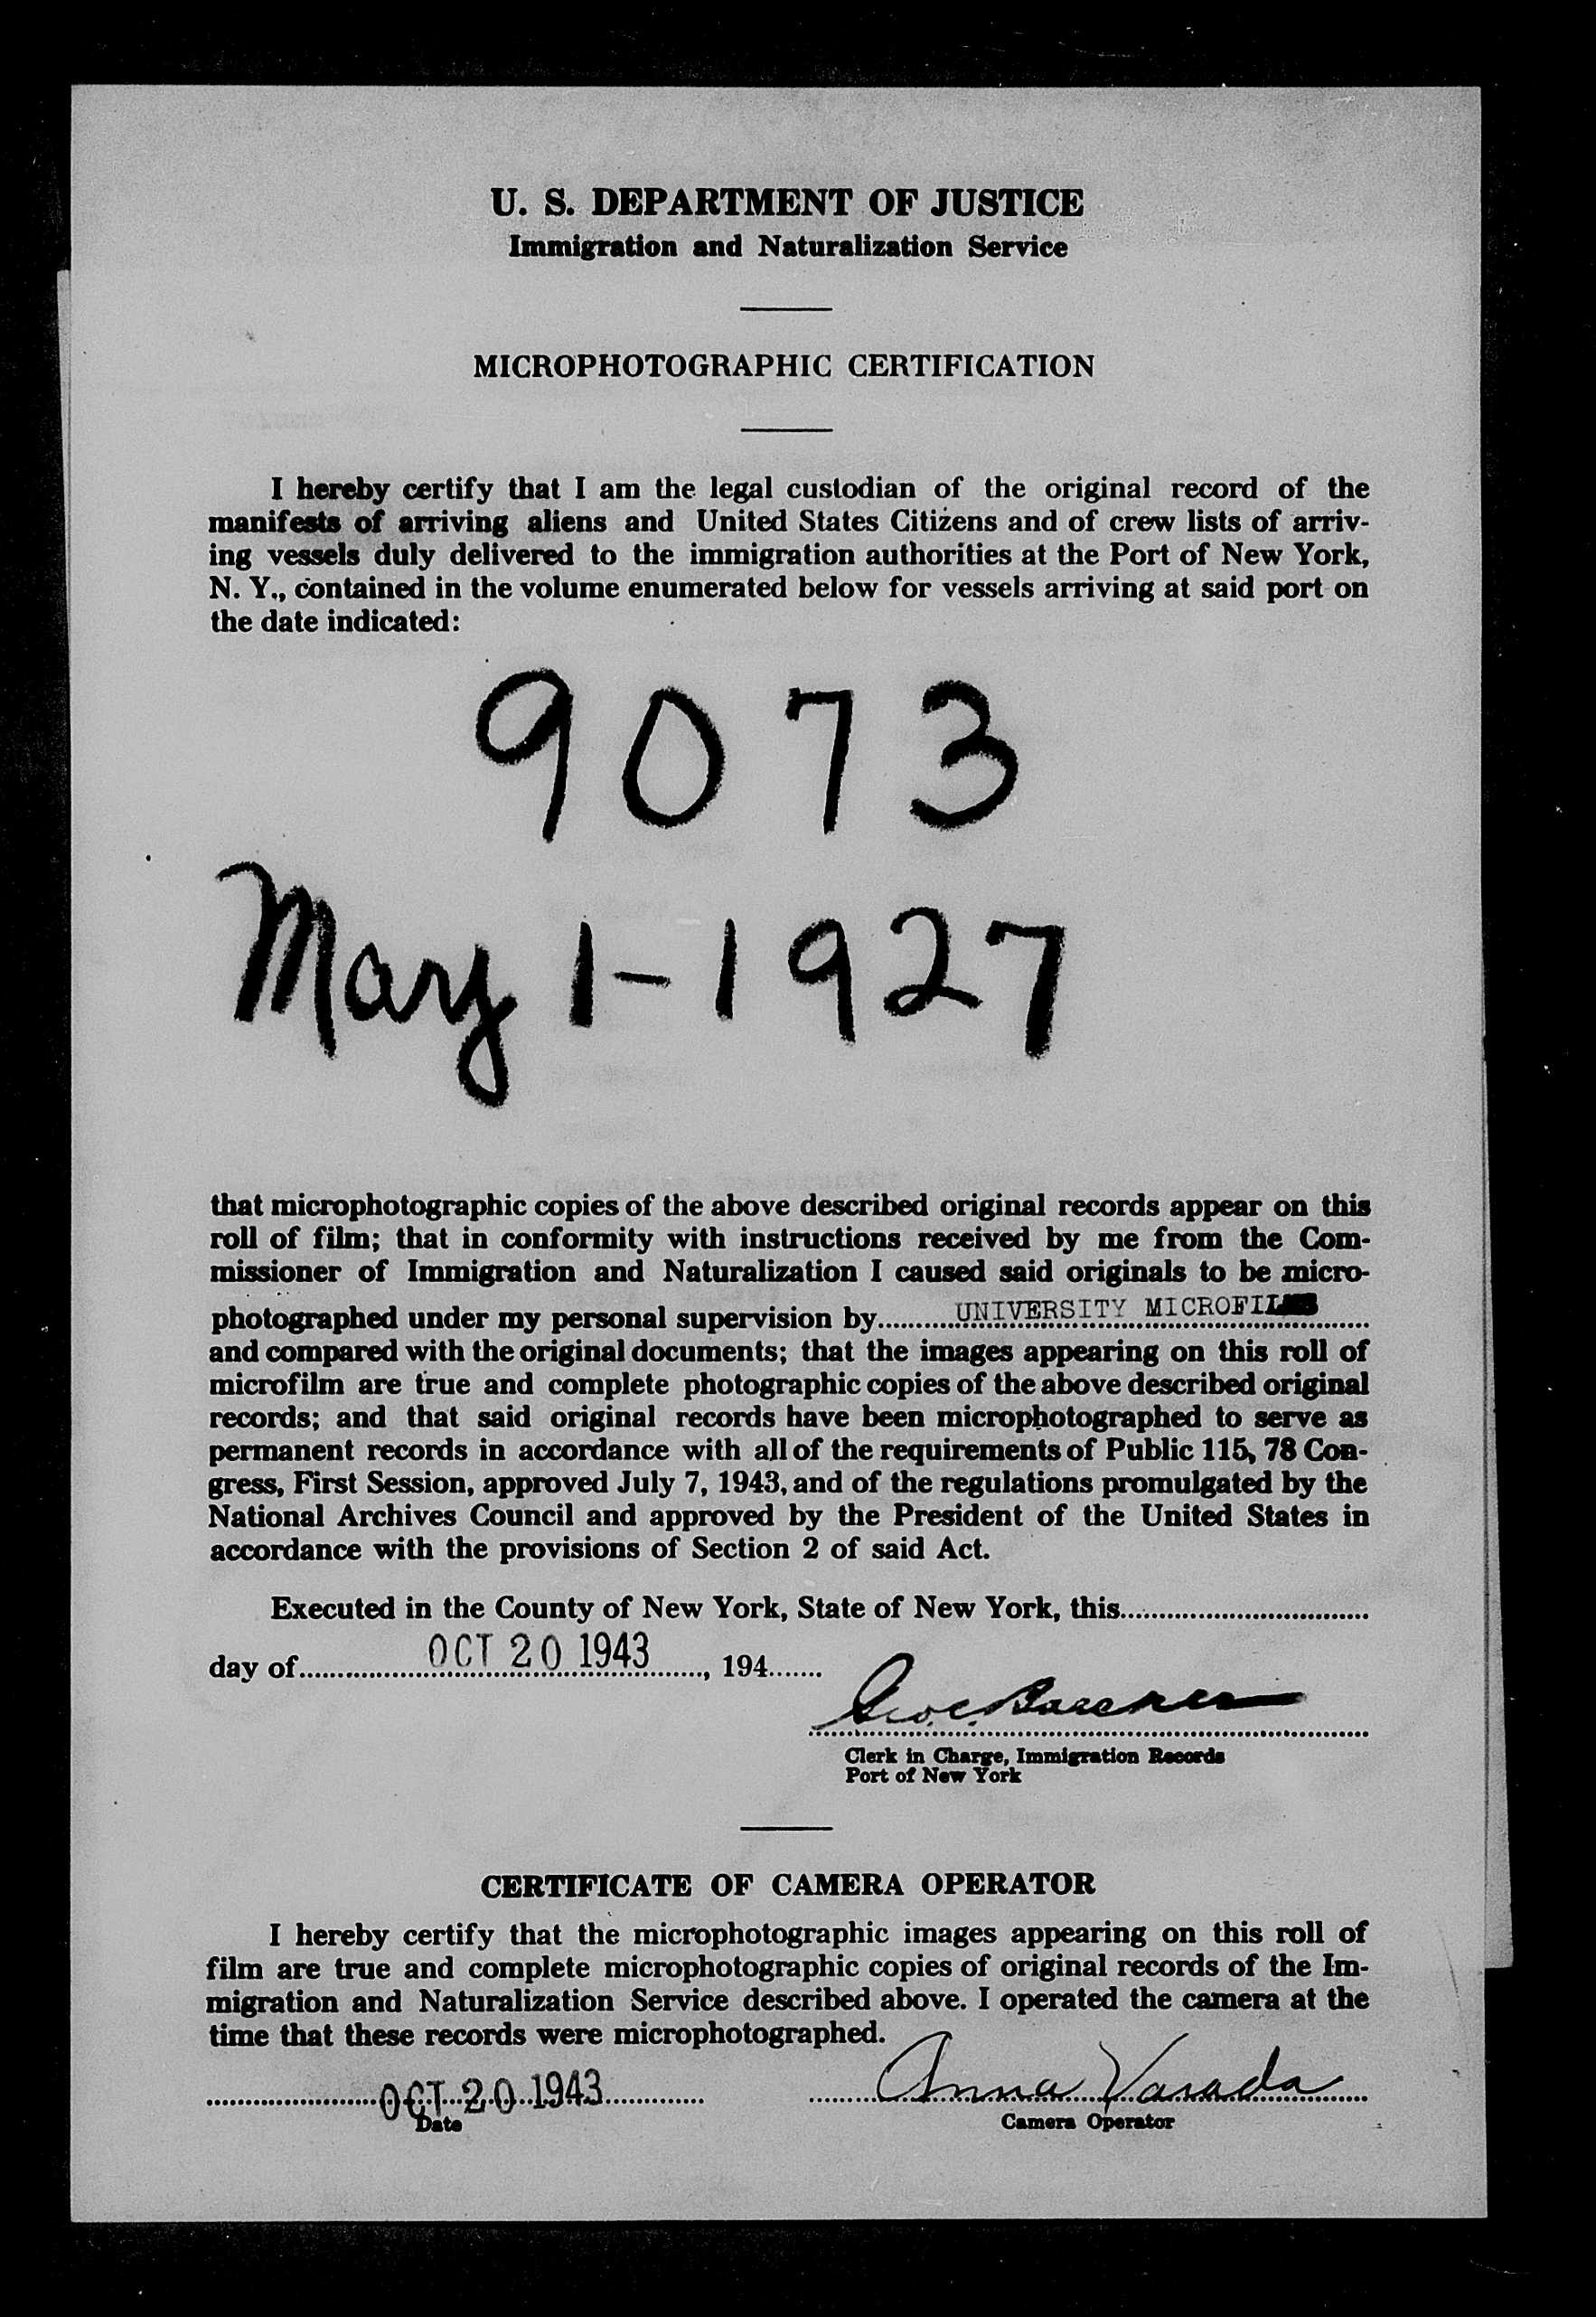 U. S. DEPARTMENT OF JUSTICE
Immigration and Naturalization Service
MICROPHOTOGRAPHIC CERTIFICATION
I hereby certify that I am the legal custodian of the original record of the
manifests of arriving aliens and United States Citizens and of crew lists of arriv-
ing vessels duly delivered to the immigration authorities at the Port of New York,
N. Y., contained in the volume enumerated below for vessels arriving at said port on
the date indicated:
9073
May 1-1927
that microphotographic copies of the above described original records appear on this
roll of film; that in conformity with instructions received by me from the Com-
missioner of Immigration and Naturalization I caused said originals to be micro-
photographed under my personal supervision by UNIVERSITY MICROFILMS
and compared with the original documents; that the images appearing on this roll of
microfilm are true and complete photographic copies of the above described original
records; and that said original records have been microphotographed to serve as
permanent records in accordance with all of the requirements of Public 115, 78 Con-
gress, First Session, approved July 7, 1943, and of the regulations promulgated by the
National Archives Council and approved by the President of the United States in
accordance with the provisions of Section 2 of said Act.
Executed in the County of New York, State of New York, this
day of OCT 20 1943, 194
Clerk in Charge, Immigration Records
Port of New York
CERTIFICATE OF CAMERA OPERATOR
I hereby certify that the microphotographic images appearing on this roll of
film are true and complete microphotographic copies of original records of the Im-
migration and Naturalization Service described above. I operated the camera at the
time that these records were microphotographed.
OCT 20 1943 Anna Varada
Date Camera Operator